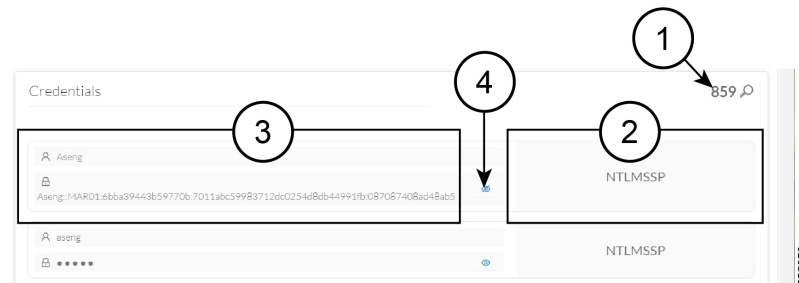 1
4
Credentials
859
3
2
Aseng
NTLMSSP
Aseng::MAR01:6bba39443b59770b:7011abc59983712dc0254d8db44991fb:087087408ad48ab5
aseng
NTLMSSP
•••••